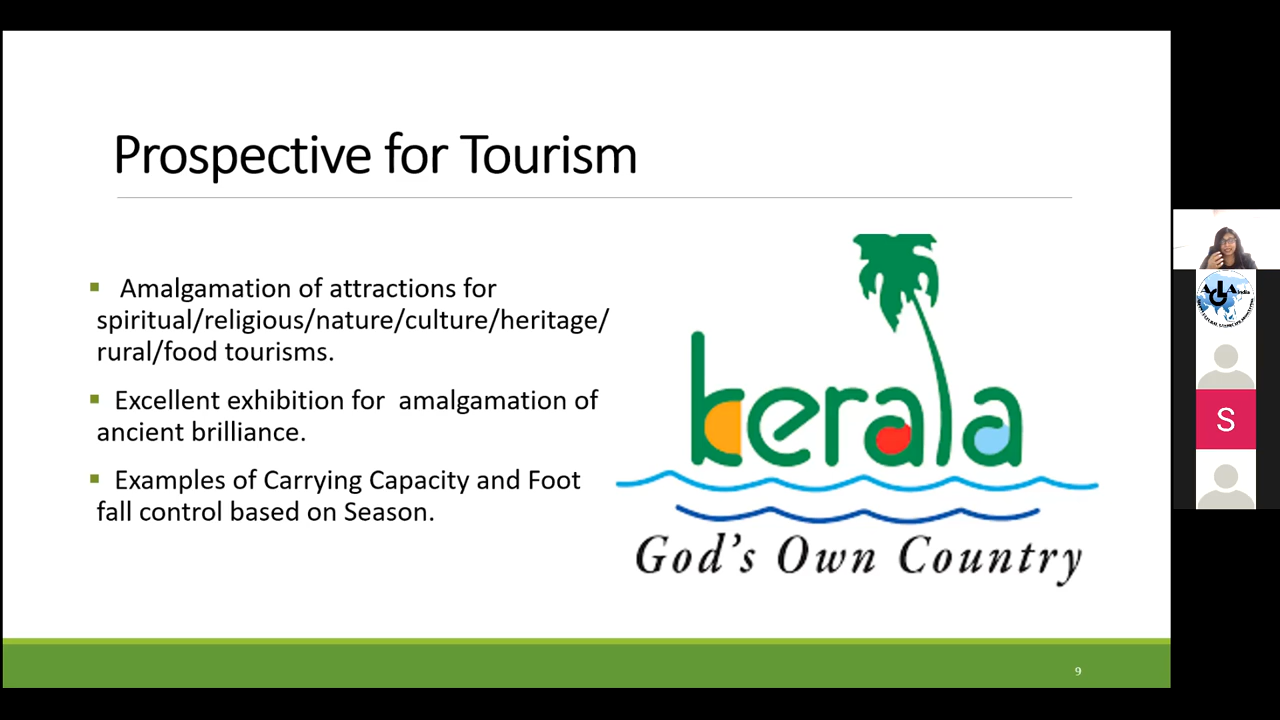 Prospective for Tourism
▪ Amalgamation of attractions for
spiritual/religious/nature/culture/heritage/
rural/food tourisms.
▪ Excellent exhibition for  amalgamation of
ancient brilliance.
▪ Examples of Carrying Capacity and Foot
fall control based on Season.
kerala
God's Own Country
9
India
S